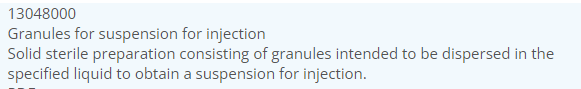 13048000
Granules for suspension for injection
Solid sterile preparation consisting of granules intended to be dispersed in the
specified liquid to obtain a suspension for injection.